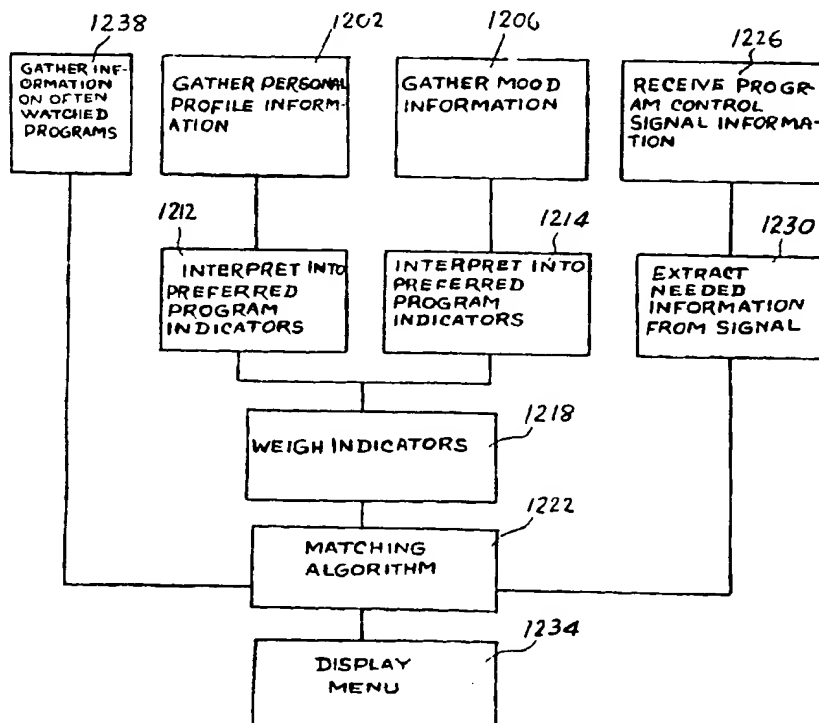 1238
1202
1206
1226
GATHER INF-
ORMATION
ON OFTEN
WATCHED
PROGRAMS
GATHER PERSONAL
PROFILE INFORM-
ATION
GATHER MOOD
INFORMATION
RECEIVE PROGR-
AM CONTROL
SIGNAL INFORMA-
TION
1212
1214
1230
INTERPRET INTO
PREFERRED
PROGRAM
INDICATORS
INTERPRET INTO
PREFERRED
PROGRAM
INDICATORS
EXTRACT
NEEDED
INFORMATION
FROM SIGNAL
1218
WEIGH INDICATORS
1222
MATCHING
ALGORITHM
1234
DISPLAY
MENU